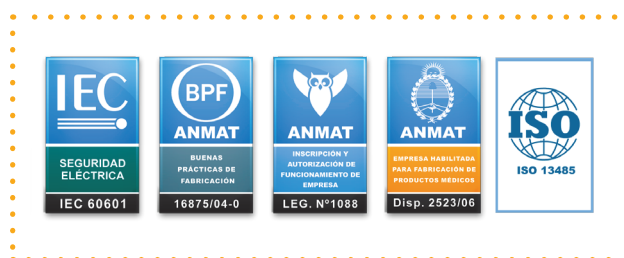 IEC
SEGURIDAD
ELÉCTRICA
IEC 60601
BPF
ANMAT
BUENAS
PRÁCTICAS DE
FABRICACIÓN
16875/04-0
ANMAT
INSCRIPCIÓN Y
AUTORIZACIÓN DE
FUNCIONAMIENTO DE
EMPRESA
LEG. Nº1088
ANMAT
EMPRESA HABILITADA
PARA FABRICACIÓN DE
PRODUCTOS MÉDICOS
Disp. 2523/06
ISO
ISO 13485